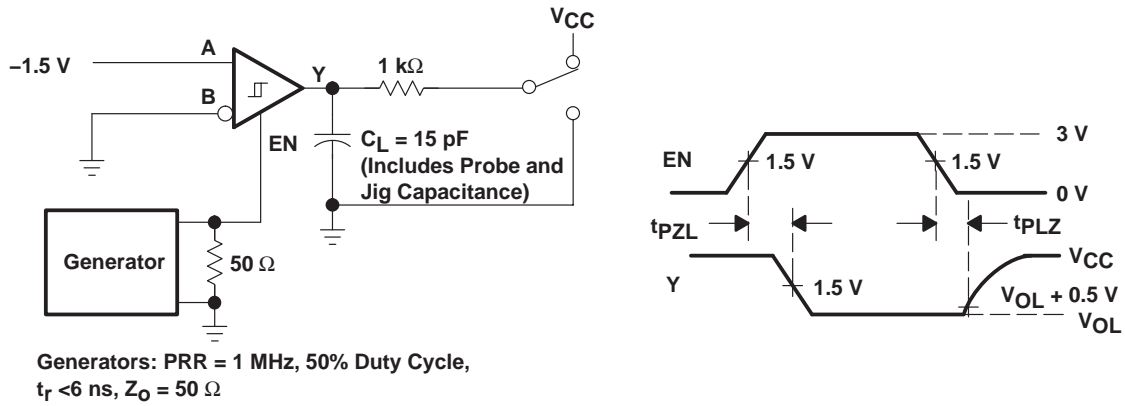 VCC
A
–1.5 V
Y
1 kΩ
B
EN
CL = 15 pF
(Includes Probe and
Jig Capacitance)
Generator
50 Ω
Generators: PRR = 1 MHz, 50% Duty Cycle,
tr <6 ns, Zo = 50 Ω
3 V
EN
1.5 V
1.5 V
0 V
tPZL
tPLZ
VCC
Y
1.5 V
VOL + 0.5 V
VOL